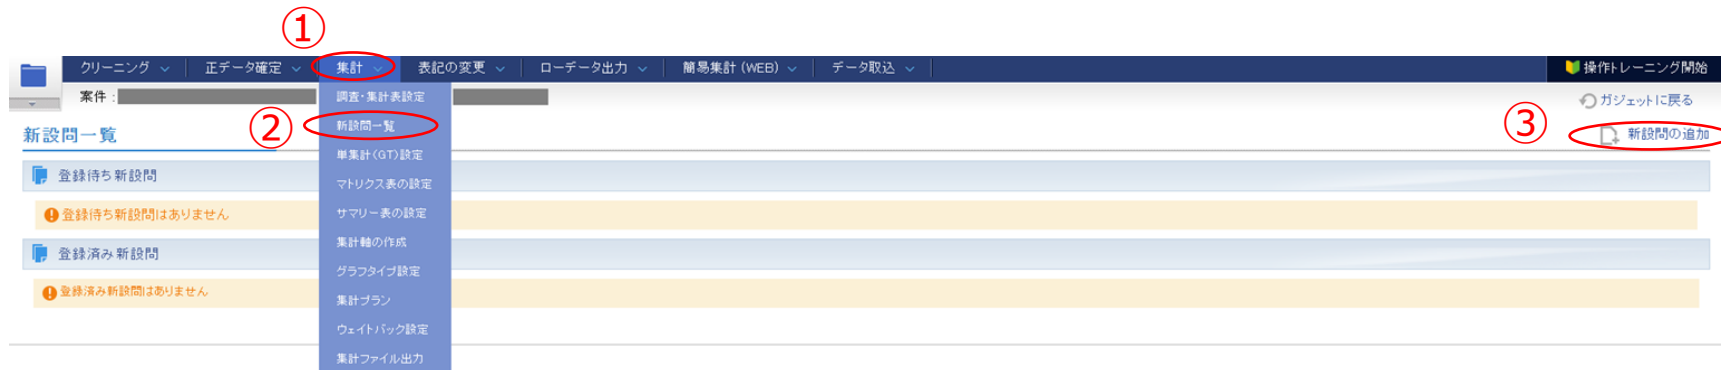 ①
クリーニング 正データ確定 集計 表記の変更 ローデータ出力 簡易集計(WEB) データ取込 操作トレーニング開始
案件:
ガジェットに戻る
新設問一覧
③ 新設問の追加
調査・集計表設定
② 新設問一覧
単集計(GT)設定
マトリクス表の設定
サマリー表の設定
集計軸の作成
グラフタイプ設定
集計プラン
ウェイトバック設定
集計ファイル出力
登録待ち新設問
登録待ち新設問はありません
登録済み新設問
登録済み新設問はありません